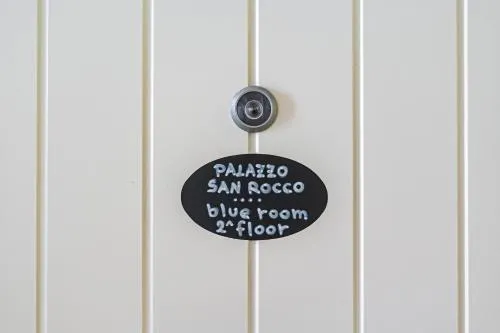 PALAZZO
SAN ROCCO
....
blue room
2^floor